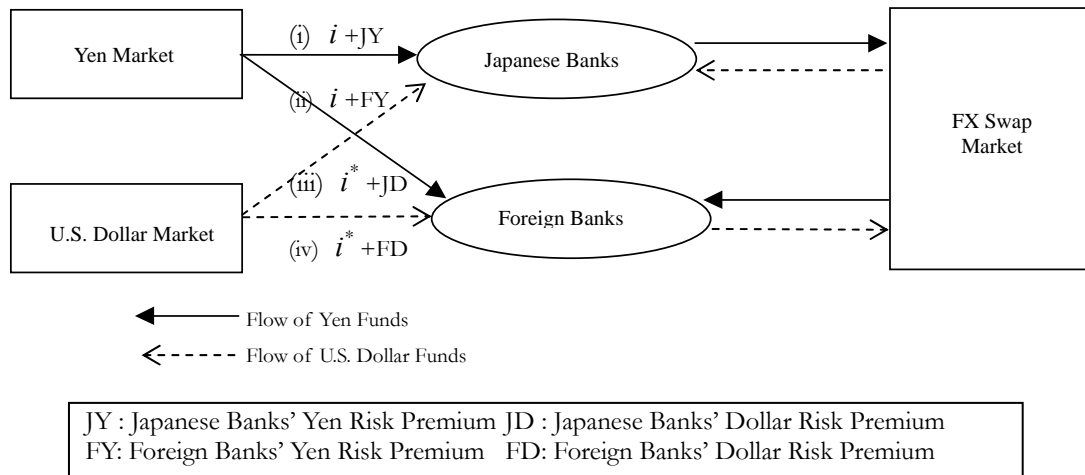 Yen Market
(i) i +JY
Japanese Banks
(ii) i +FY
FX Swap
Market
(iii) i* +JD
U.S. Dollar Market
Foreign Banks
(iv) i* +FD
Flow of Yen Funds
Flow of U.S. Dollar Funds
JY : Japanese Banks’ Yen Risk Premium JD : Japanese Banks’ Dollar Risk Premium
FY: Foreign Banks’ Yen Risk Premium FD: Foreign Banks’ Dollar Risk Premium